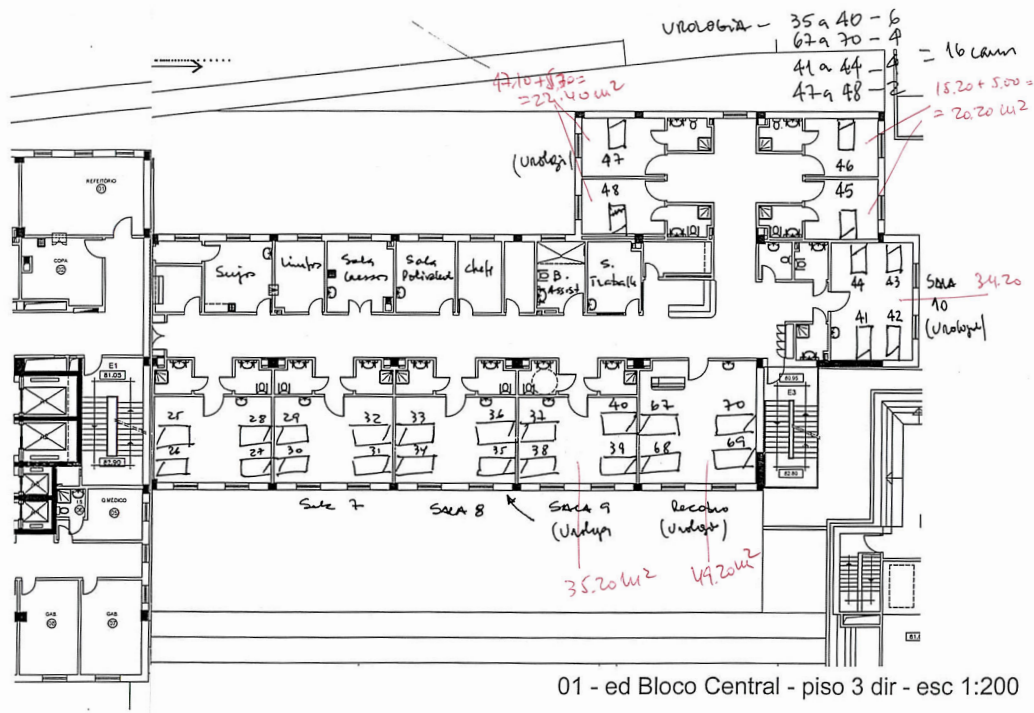 UROLOGIA - 35 a 40 - 6
67 a 70 - 4
41 a 44 - 4
47 a 48 - 2
= 16 camas
= 22.40 m²
15.20 + 5.00 =
= 20.20 m²
(Urologia)
47
46
48
45
REFEITÓRIO
01
COPA
02
Sujos
Limpos
Sala
Sala
Polivalente
Chefe
B.
Assist
S.
Trabalho
44
43
41
42
SALA
10
(Urologia)
34.20
E1
81.05
E3
25
28
29
32
33
36
37
40
67
70
26
27
30
31
34
35
38
39
68
69
G.MÉDICO
Sala 7
SALA 8
SALA 9
(Urologia
Recobro
(Urologia)
35.20 m²
49.20 m²
GAB.
GAB.
01 - ed Bloco Central - piso 3 dir - esc 1:200